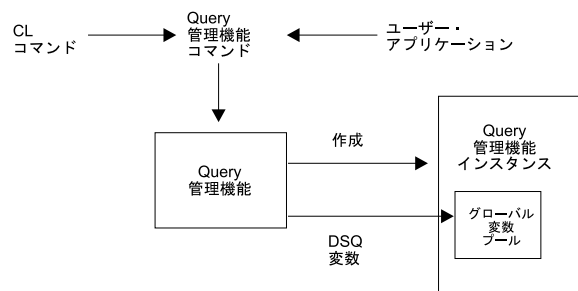 CL
コマンド
Query
管理機能
コマンド
ユーザー・
アプリケーション
Query
管理機能
作成
DSQ
変数
Query
管理機能
インスタンス
グローバル
変数
プール